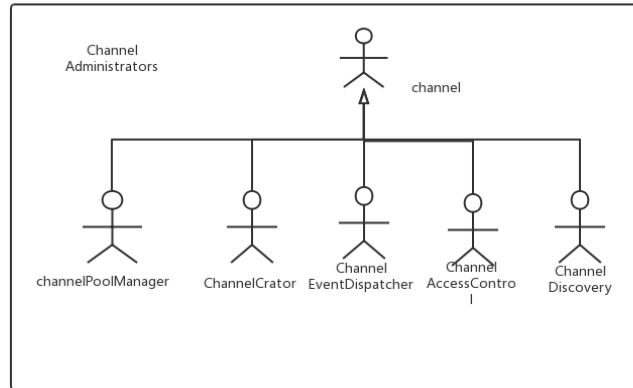 Channel
Administrators
channel
channelPoolManager
ChannelCrator
Channel
EventDispatcher
Channel
AccessContro
l
Channel
Discovery